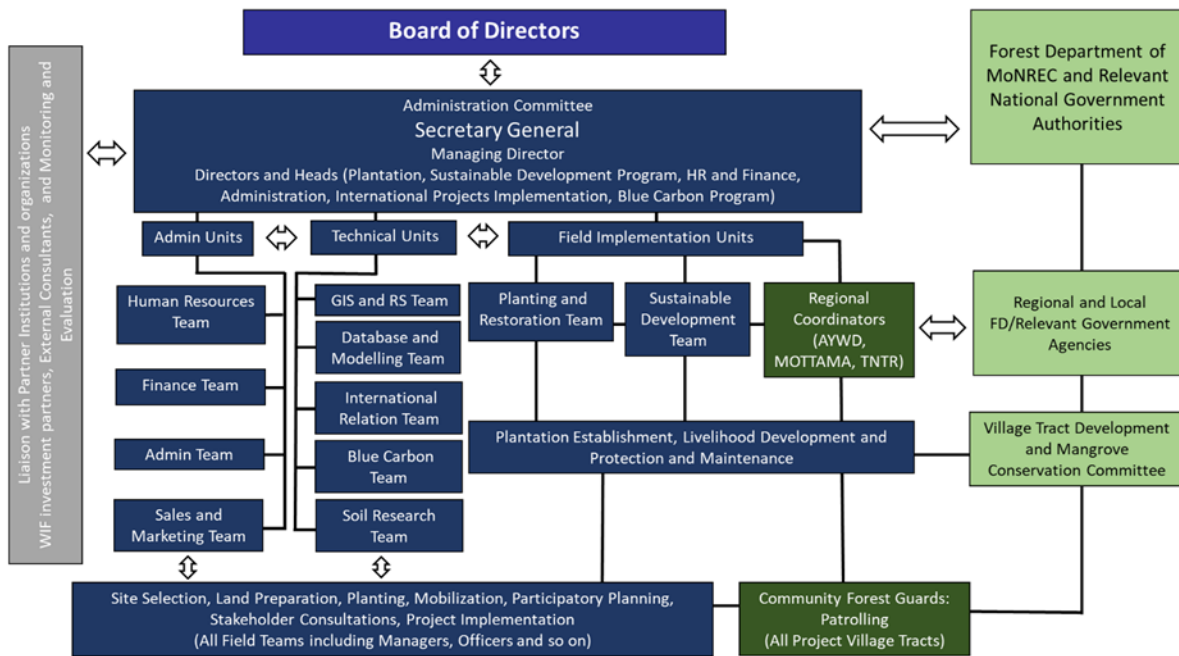 Board of Directors
Liaison with Partner Institutions and organizations
WIF investment partners, External Consultants, and Monitoring and
Evaluation
Administration Committee
Secretary General
Managing Director
Directors and Heads (Plantation, Sustainable Development Program, HR and Finance,
Administration, International Projects Implementation, Blue Carbon Program)
Forest Department of
MoNREC and Relevant
National Government
Authorities
Admin Units
Technical Units
Field Implementation Units
Human Resources
Team
Finance Team
Admin Team
Sales and
Marketing Team
GIS and RS Team
Database and
Modelling Team
International
Relation Team
Blue Carbon
Team
Soil Research
Team
Planting and
Restoration Team
Sustainable
Development
Team
Regional
Coordinators
(AYWD,
MOTTAMA, TNTR)
Regional and Local
FD/Relevant Government
Agencies
Plantation Establishment, Livelihood Development and
Protection and Maintenance
Village Tract Development
and Mangrove
Conservation Committee
Site Selection, Land Preparation, Planting, Mobilization, Participatory Planning,
Stakeholder Consultations, Project Implementation
(All Field Teams including Managers, Officers and so on)
Community Forest Guards:
Patrolling
(All Project Village Tracts)